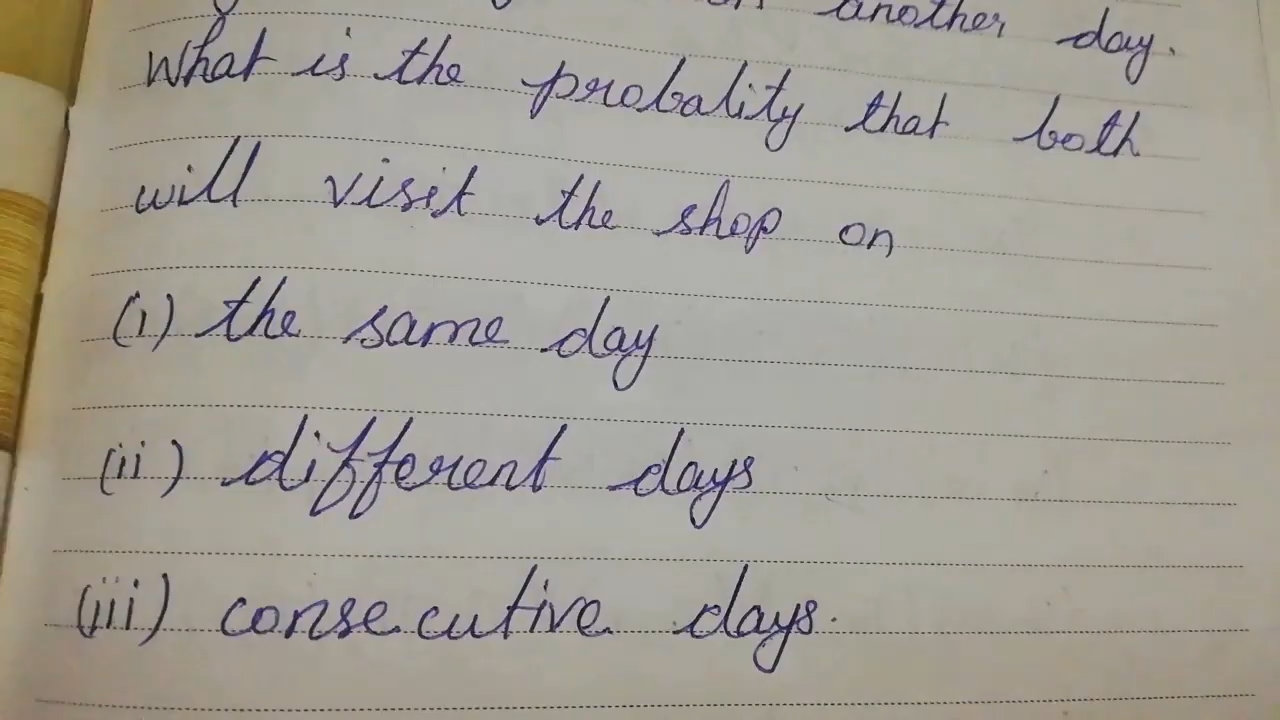 another day.
What is the probality that both
will visit the shop on
(i) the same day
(ii) different days
(iii) consecutive days.